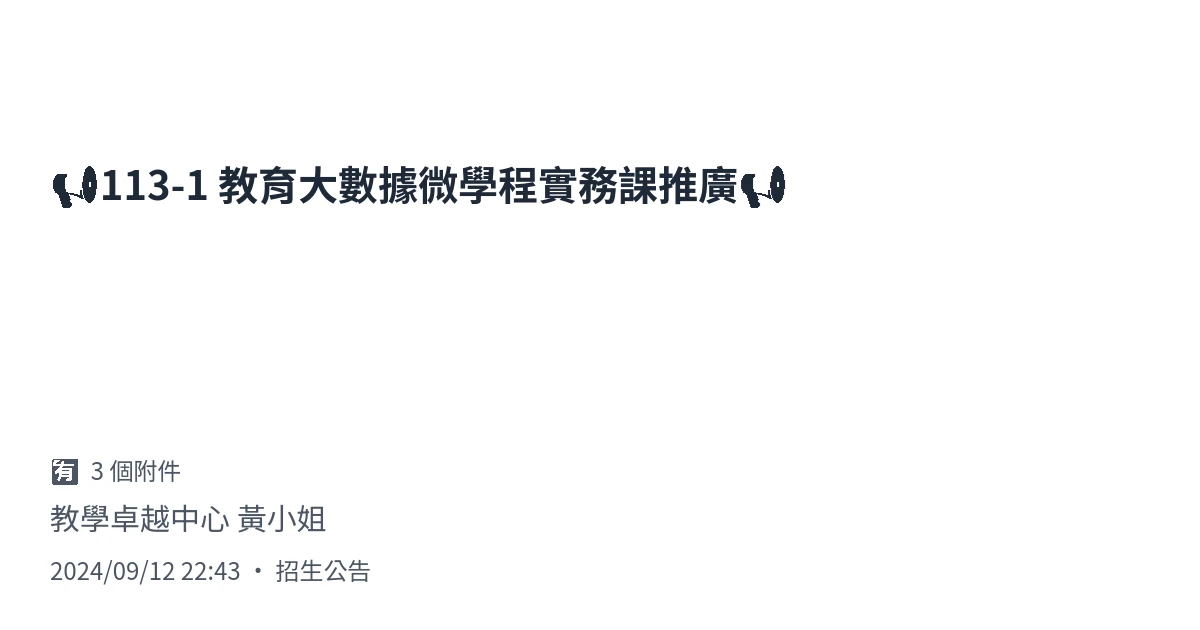 📢113-1 教育大數據微學程實務課推廣📢
🈶 3 個附件
教學卓越中心 黃小姐
2024/09/12 22:43 • 招生公告